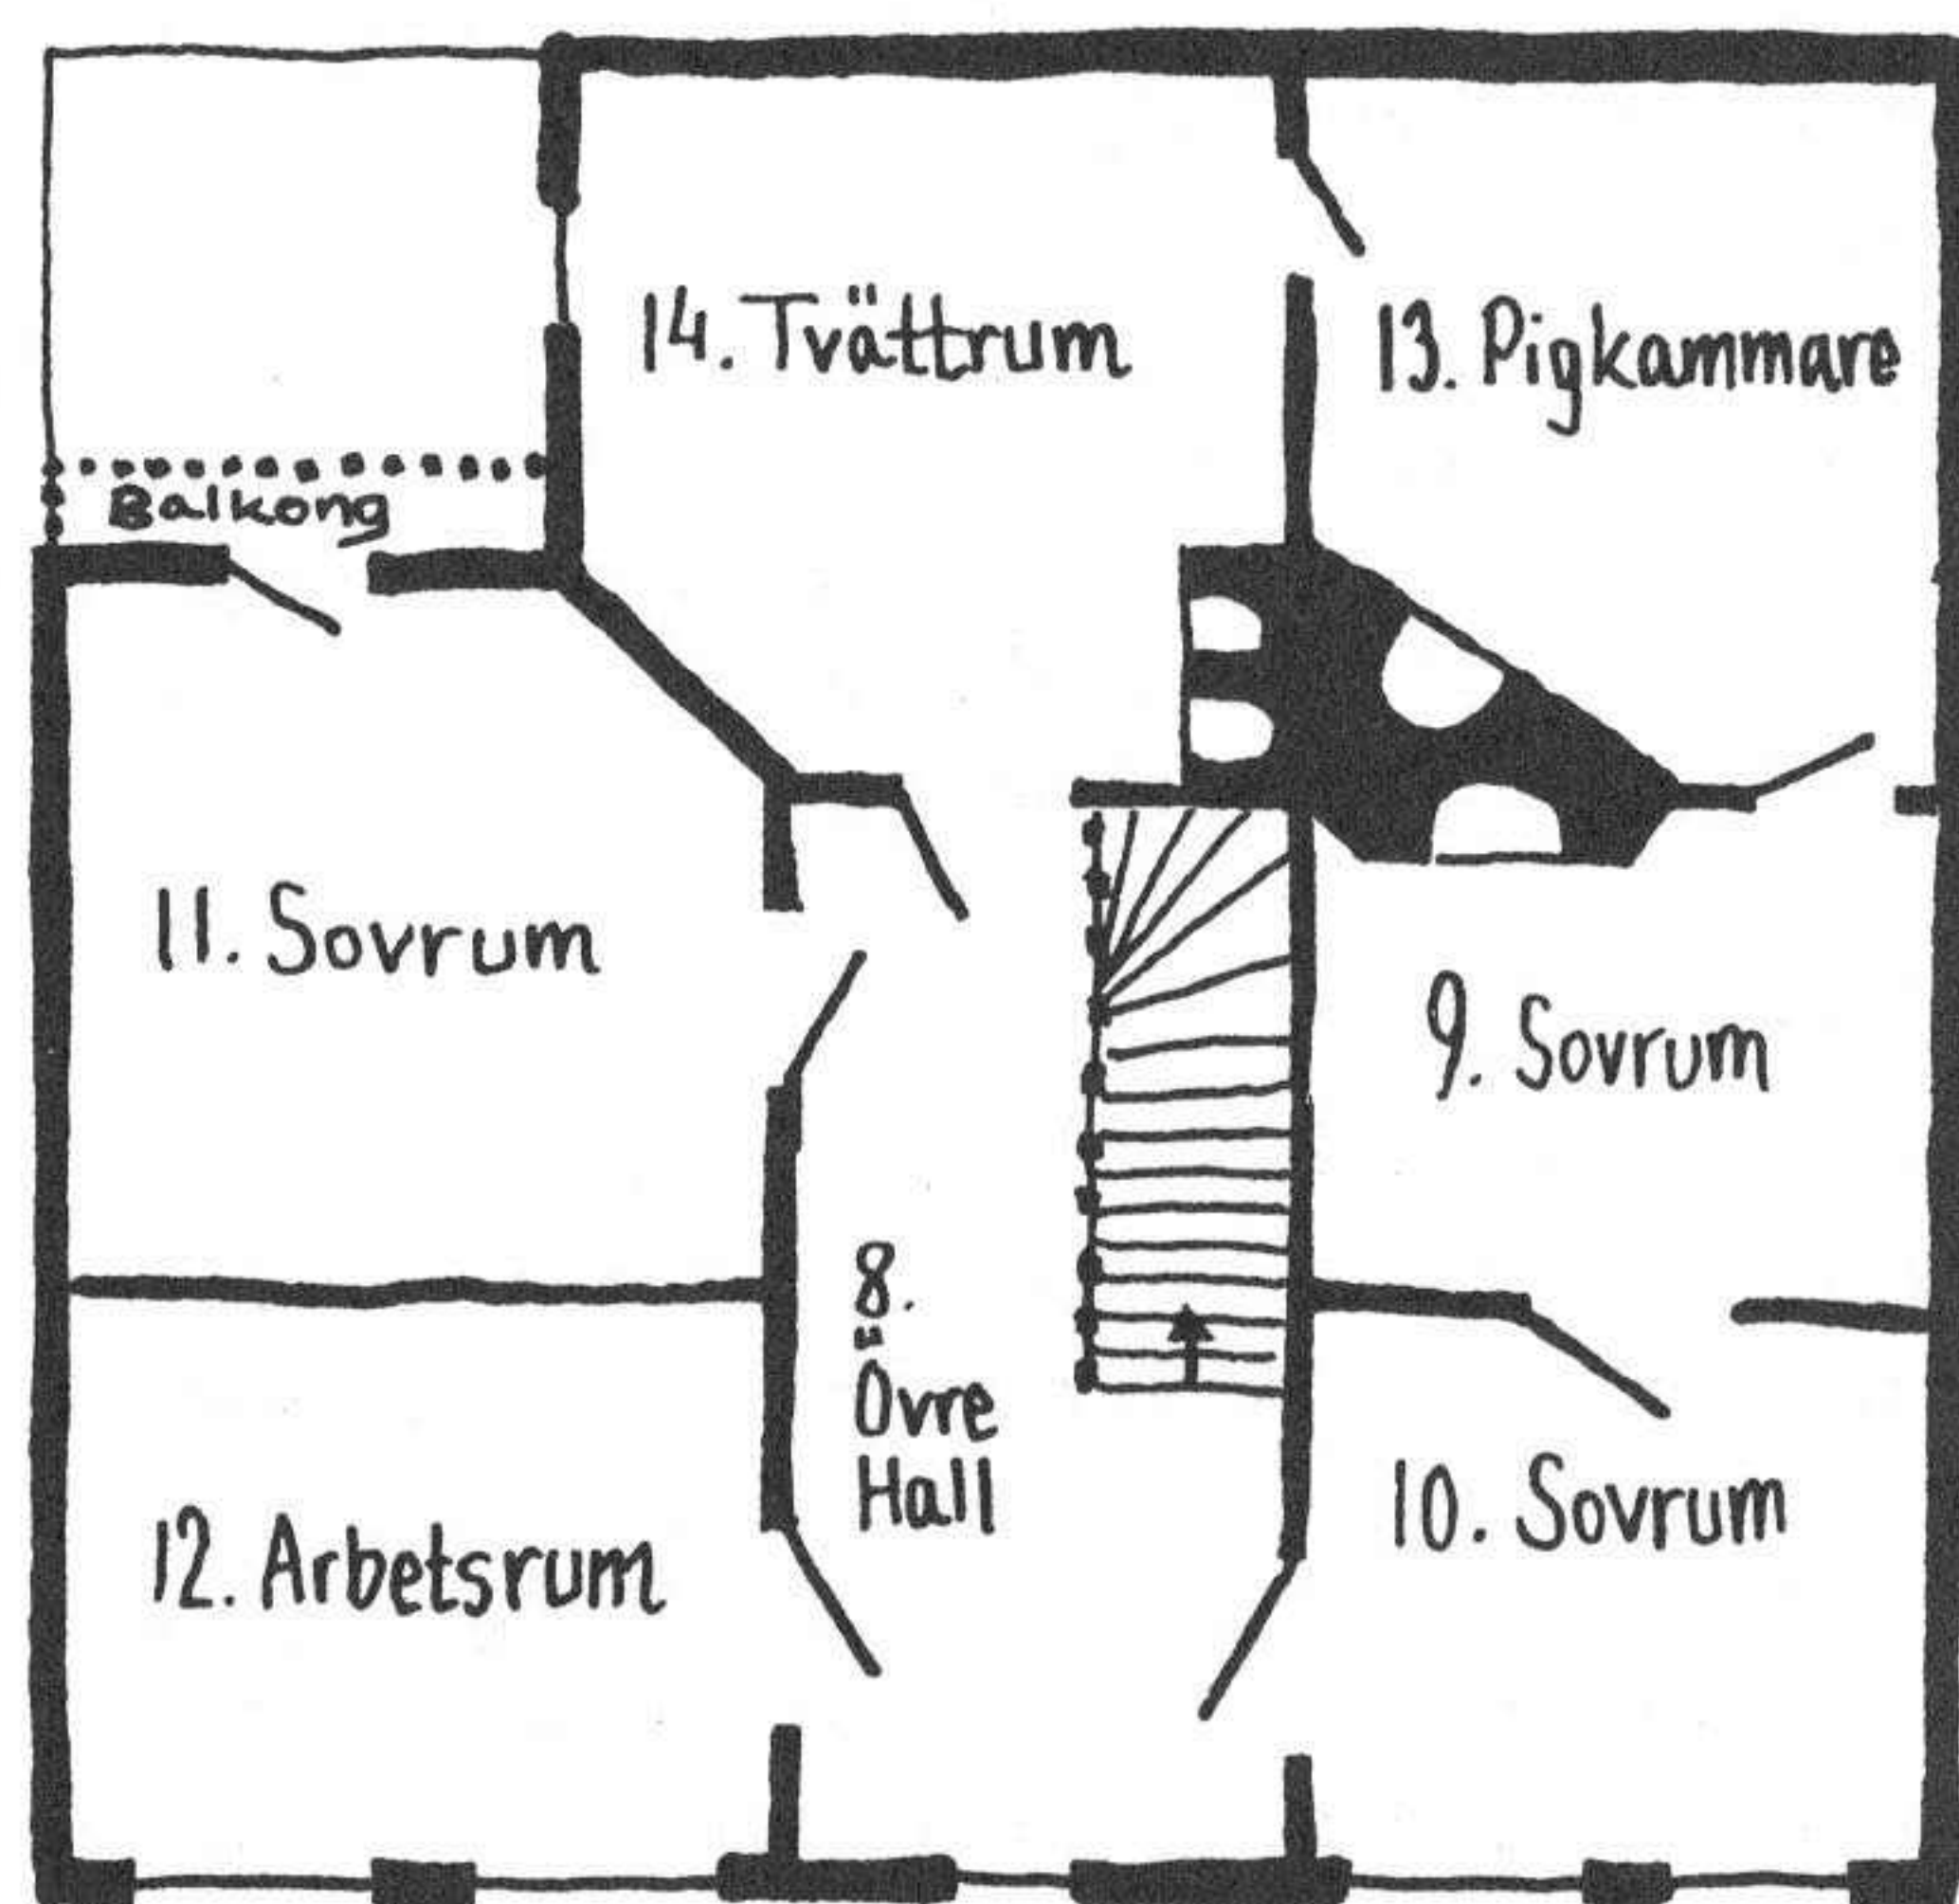 14. Tvättrum
13. Pigkammare
Balkong
11. Sovrum
9. Sovrum
8.
Övre
Hall
10. Sovrum
12. Arbetsrum